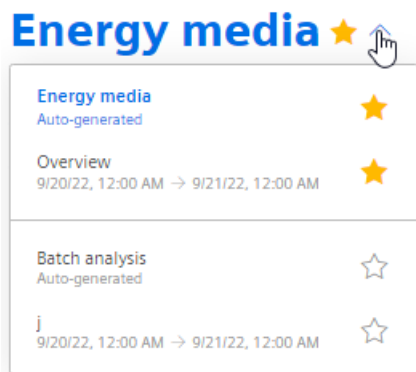 Energy media
Energy media
Auto-generated
Overview
9/20/22, 12:00 AM → 9/21/22, 12:00 AM
Batch analysis
Auto-generated
j
9/20/22, 12:00 AM → 9/21/22, 12:00 AM